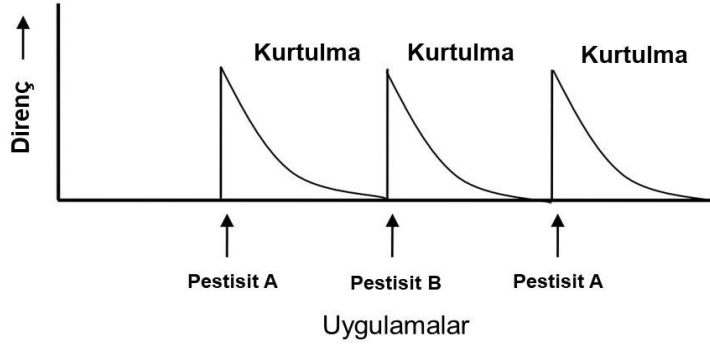 Direnç
Kurtulma Kurtulma Kurtulma
Pestisit A Pestisit B Pestisit A
Uygulamalar